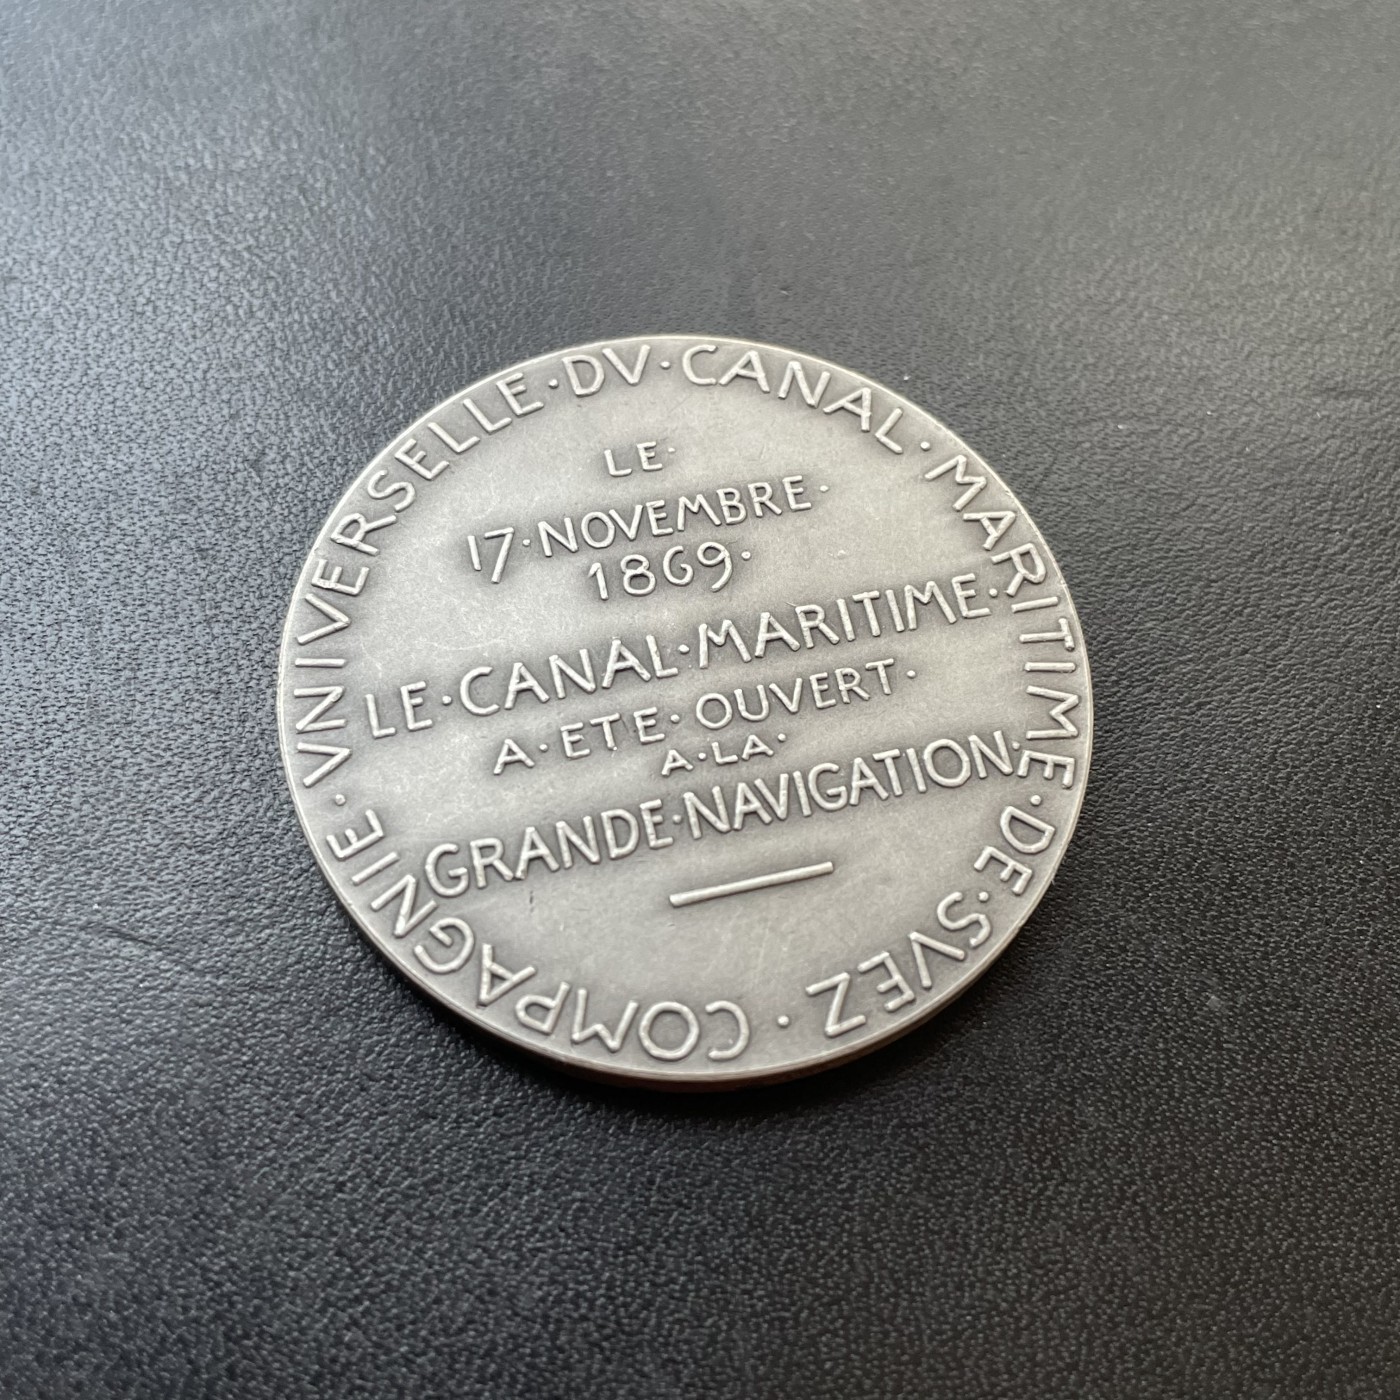 COMPAGNIE · VNIVERSELLE · DV · CANAL · MARITIME · DE · SVEZ ·
LE·
17·NOVEMBRE·
1869·
LE·CANAL·MARITIME·
A·ETE·OUVERT·
A·LA·
GRANDE·NAVIGATION·